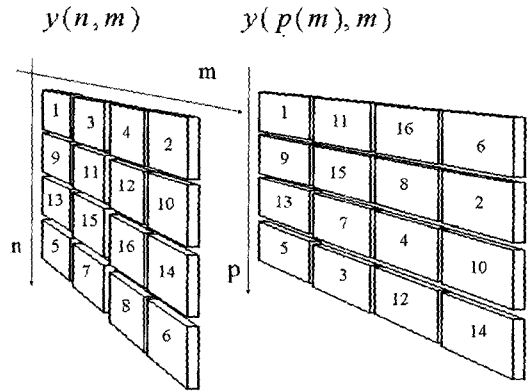 y(n,m)
y(p(m),m)
m
1 3 4 2
9 11 12 10
13 15 16 14
5 7 8 6
n
1 11 16 6
9 15 8 2
13 7 4 10
5 3 12 14
p